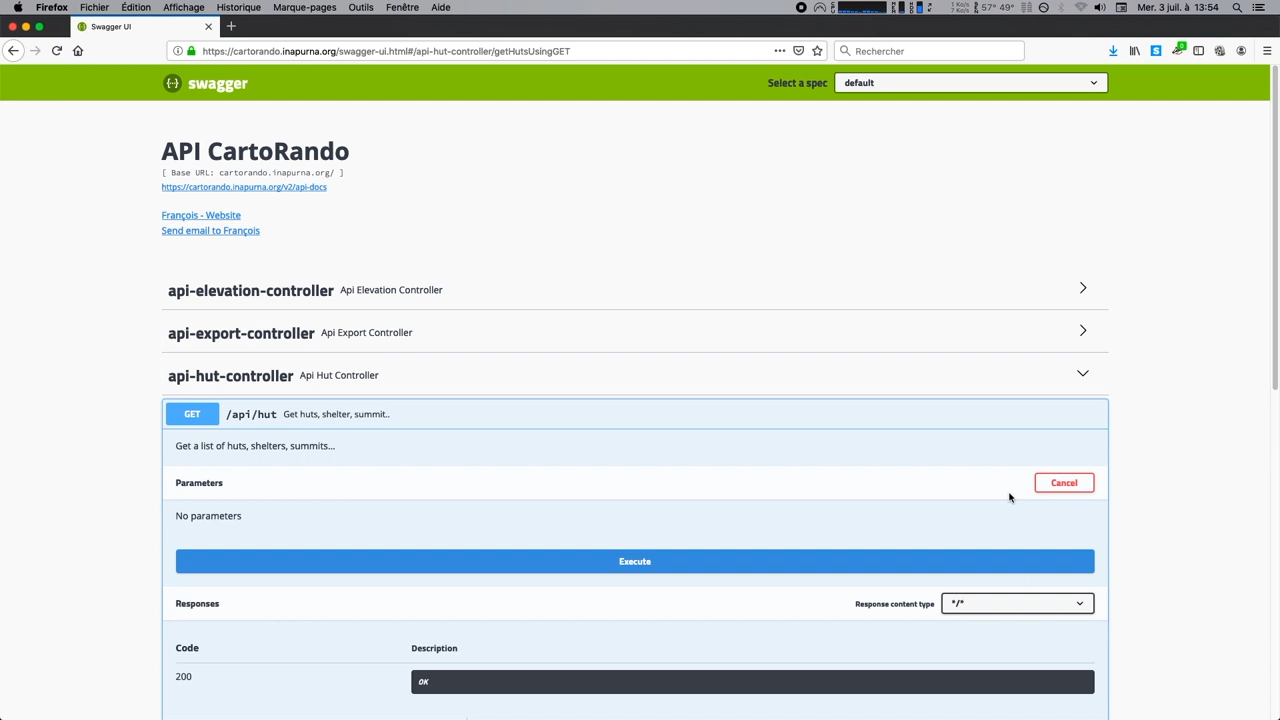 Firefox Fichier Édition Affichage Historique Marque-pages Outils Fenêtre Aide
57° 49° Mer. 3 juil. à 13:54
Swagger UI
https://cartorando.inapurna.org/swagger-ui.html#/api-hut-controller/getHutsUsingGET
Rechercher
swagger
Select a spec default
API CartoRando
[ Base URL: cartorando.inapurna.org/ ]
https://cartorando.inapurna.org/v2/api-docs
François - Website
Send email to François
api-elevation-controller Api Elevation Controller
api-export-controller Api Export Controller
api-hut-controller Api Hut Controller
GET /api/hut Get huts, shelter, summit..
Get a list of huts, shelters, summits...
Parameters Cancel
No parameters
Execute
Responses Response content type */*
Code Description
200 OK